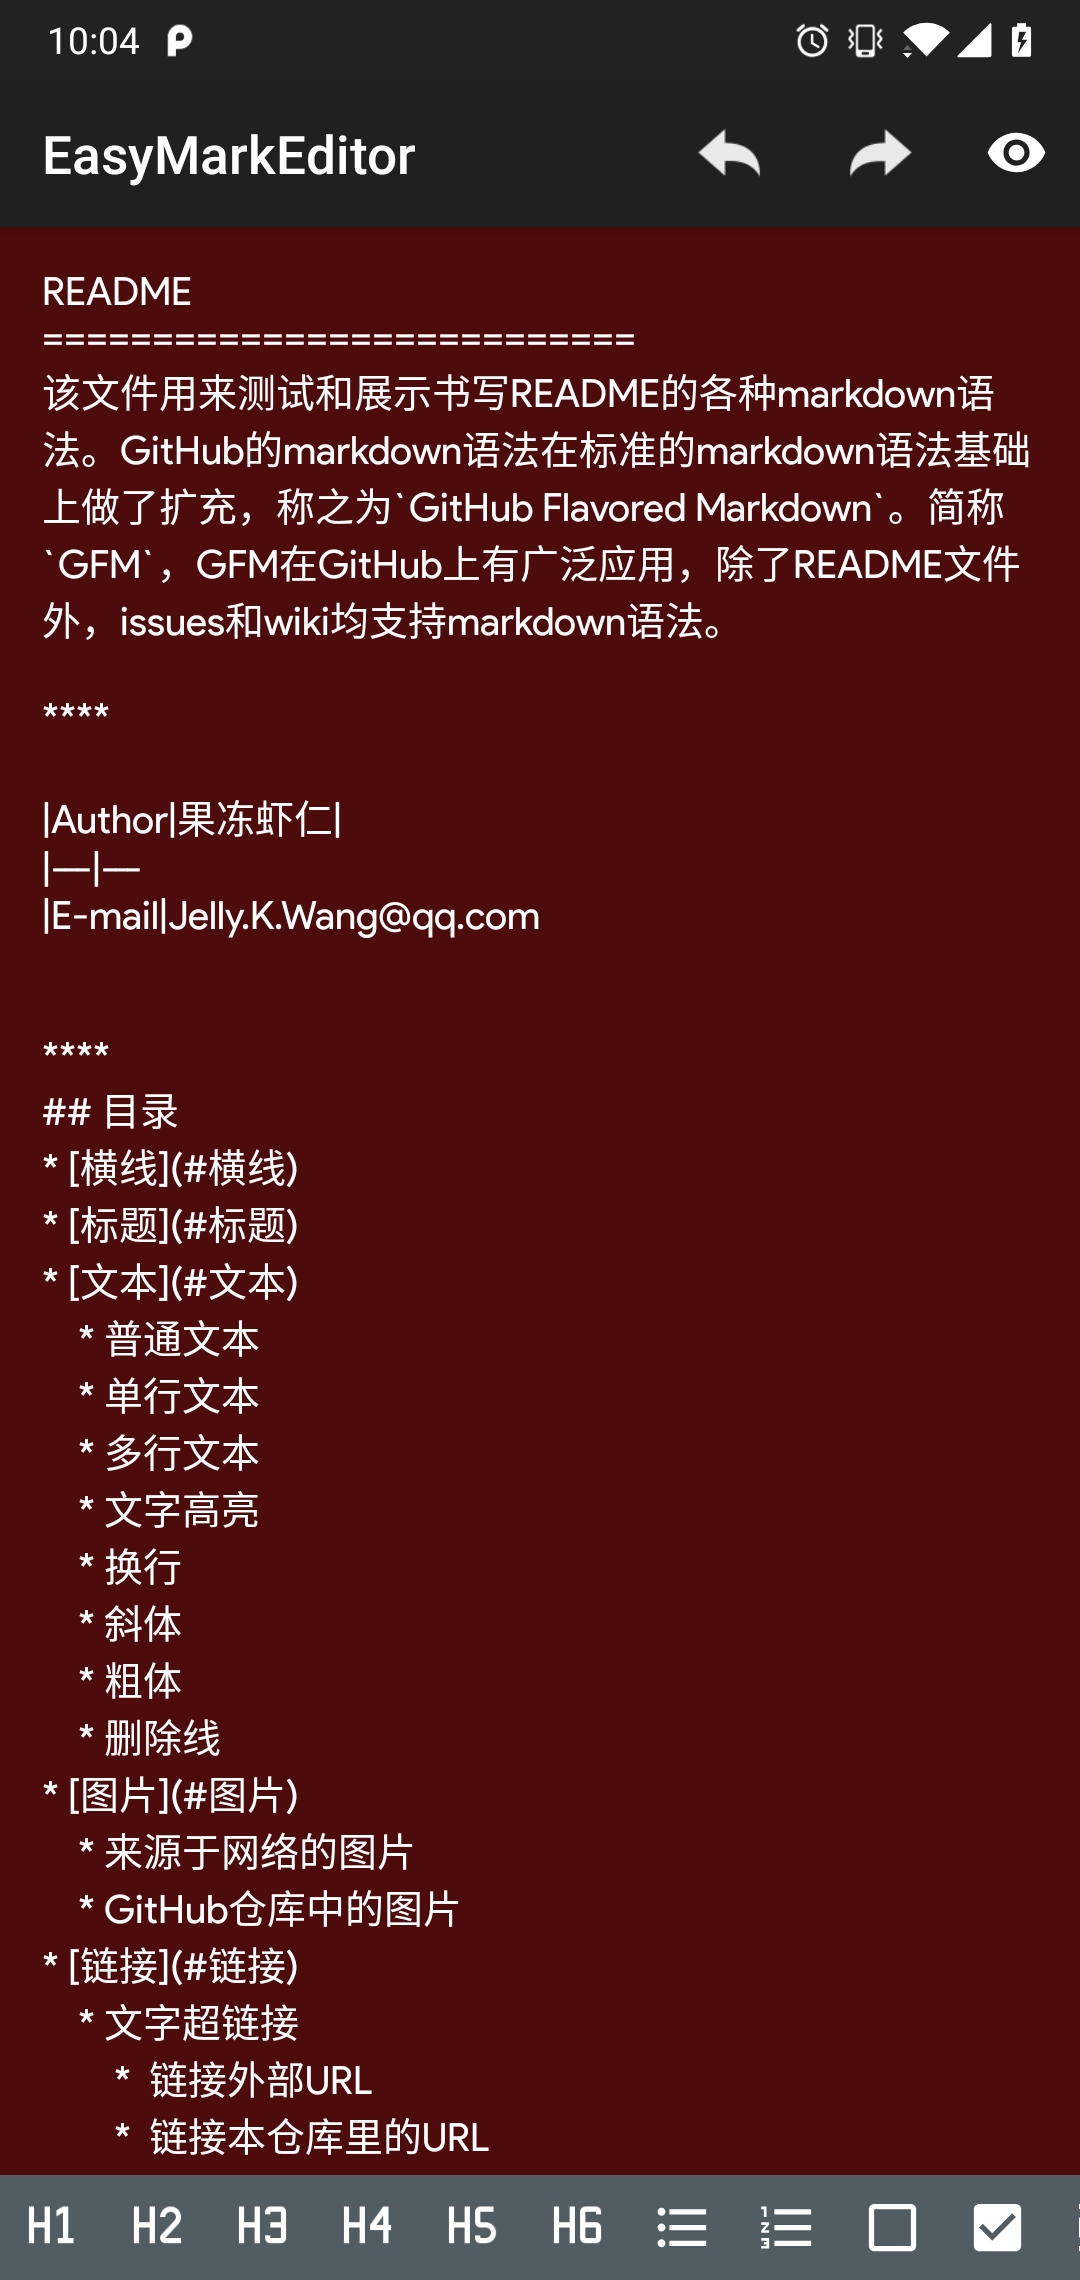 10:04
EasyMarkEditor
README
===========================
该文件用来测试和展示书写README的各种markdown语
法。GitHub的markdown语法在标准的markdown语法基础
上做了扩充，称之为`GitHub Flavored Markdown`。简称
`GFM`，GFM在GitHub上有广泛应用，除了README文件
外，issues和wiki均支持markdown语法。
****
|Author|果冻虾仁|
|---|---
|E-mail|Jelly.K.Wang@qq.com
****
## 目录
* [横线](#横线)
* [标题](#标题)
* [文本](#文本)
    * 普通文本
    * 单行文本
    * 多行文本
    * 文字高亮
    * 换行
    * 斜体
    * 粗体
    * 删除线
* [图片](#图片)
    * 来源于网络的图片
    * GitHub仓库中的图片
* [链接](#链接)
    * 文字超链接
        *  链接外部URL
        *  链接本仓库里的URL
H1 H2 H3 H4 H5 H6